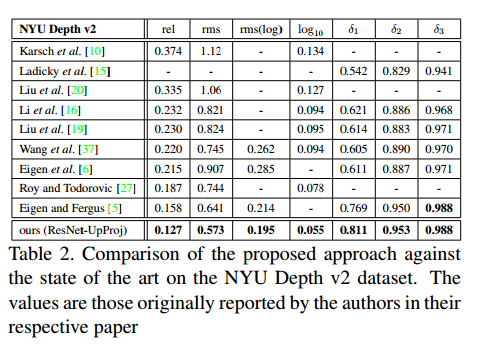 NYU Depth v2 rel rms rms(log) log10 δ1 δ2 δ3
Karsch et al. [10] 0.374 1.12 - 0.134 - - -
Ladicky et al. [15] - - - - 0.542 0.829 0.941
Liu et al. [20] 0.335 1.06 - 0.127 - - -
Li et al. [16] 0.232 0.821 - 0.094 0.621 0.886 0.968
Liu et al. [19] 0.230 0.824 - 0.095 0.614 0.883 0.971
Wang et al. [37] 0.220 0.745 0.262 0.094 0.605 0.890 0.970
Eigen et al. [6] 0.215 0.907 0.285 - 0.611 0.887 0.971
Roy and Todorovic [27] 0.187 0.744 - 0.078 - - -
Eigen and Fergus [5] 0.158 0.641 0.214 - 0.769 0.950 0.988
ours (ResNet-UpProj) 0.127 0.573 0.195 0.055 0.811 0.953 0.988
Table 2. Comparison of the proposed approach against
the state of the art on the NYU Depth v2 dataset. The
values are those originally reported by the authors in their
respective paper